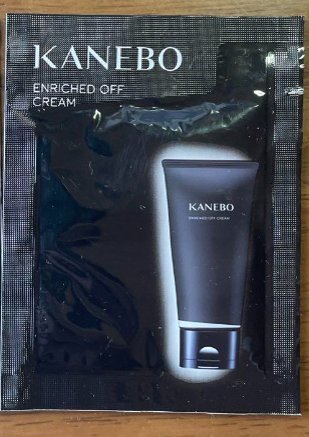 KANEBO
ENRICHED OFF
CREAM
KANEBO
ENRICHED OFF CREAM